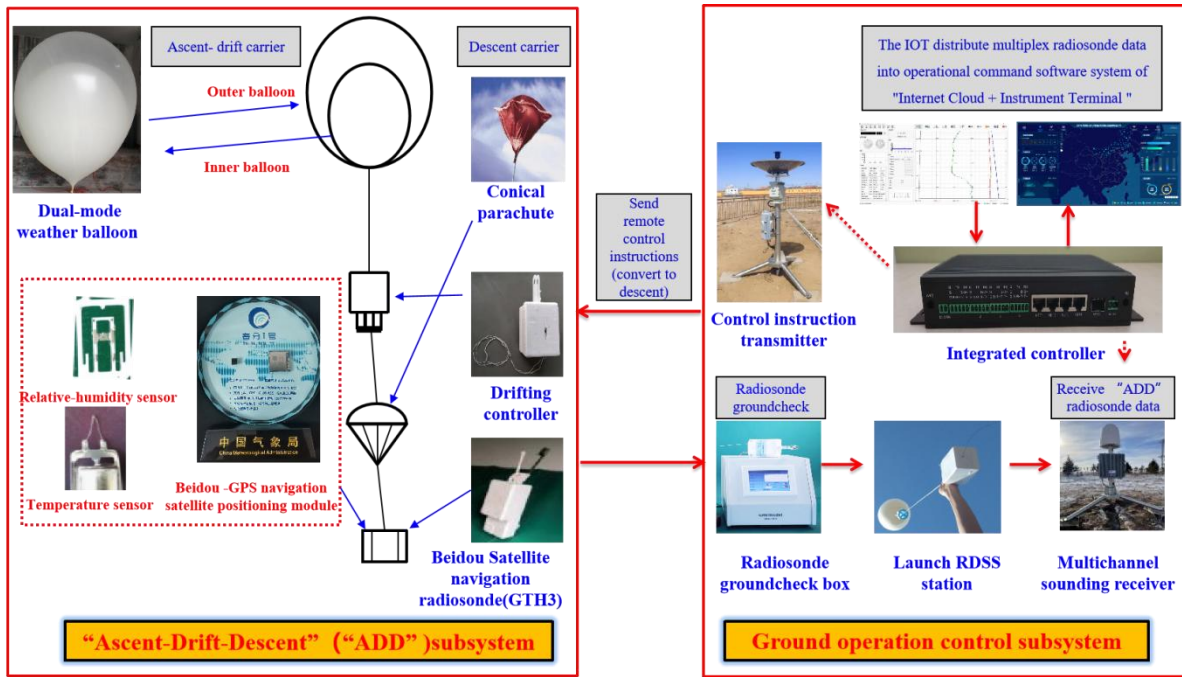 Ascent- drift carrier
Descent carrier
Outer balloon
Inner balloon
Dual-mode
weather balloon
Conical
parachute
Relative-humidity sensor
Temperature sensor
中国气象局
China Meteorological Administration
Beidou -GPS navigation
satellite positioning module
Drifting
controller
Beidou Satellite
navigation
radiosonde(GTH3)
“Ascent-Drift-Descent”（“ADD”)subsystem
Send
remote
control
instructions
(convert to
descent)
The IOT distribute multiplex radiosonde data
into operational command software system of
"Internet Cloud + Instrument Terminal "
Control instruction
transmitter
Integrated controller
Radiosonde
groundcheck
Receive “ADD”
radiosonde data
Radiosonde
groundcheck box
Launch RDSS
station
Multichannel
sounding receiver
Ground operation control subsystem